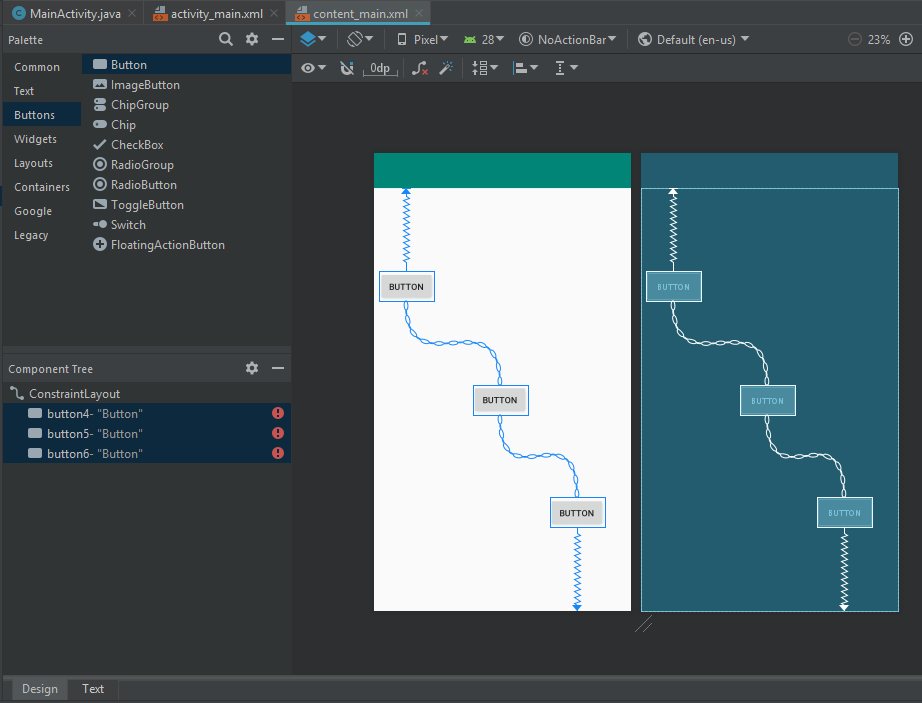 MainActivity.java activity_main.xml content_main.xml
Palette
Pixel 28 NoActionBar Default (en-us) 23%
0dp
Common
Text
Buttons
Widgets
Layouts
Containers
Google
Legacy
Button
ImageButton
ChipGroup
Chip
CheckBox
RadioGroup
RadioButton
ToggleButton
Switch
FloatingActionButton
Component Tree
ConstraintLayout
button4- "Button"
button5- "Button"
button6- "Button"
BUTTON
BUTTON
BUTTON
BUTTON
BUTTON
BUTTON
Design Text